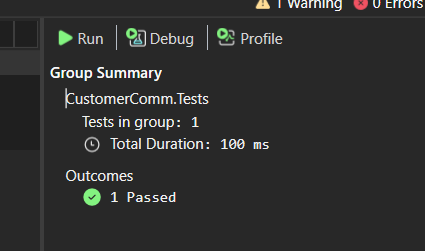 1 Warning
0 Errors
Run
Debug
Profile
Group Summary
CustomerComm.Tests
Tests in group: 1
Total Duration: 100 ms
Outcomes
1 Passed